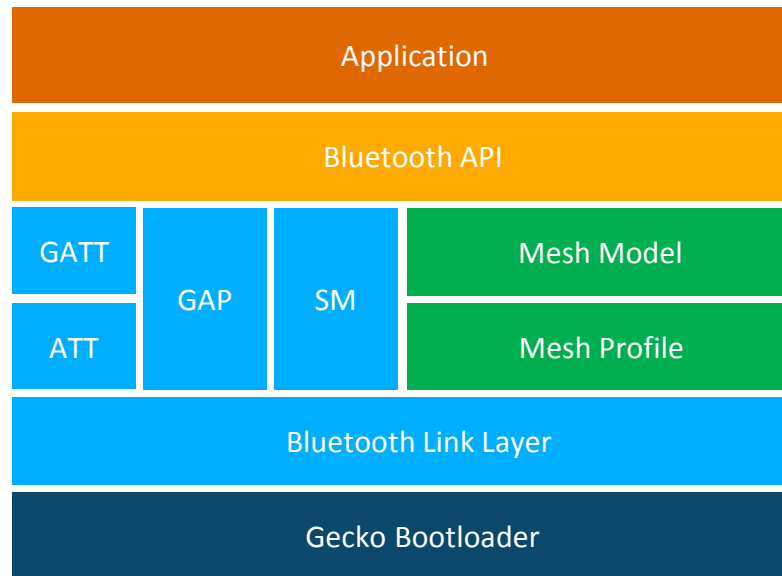 Application
Bluetooth API
GATT
GAP
SM
Mesh Model
ATT
Mesh Profile
Bluetooth Link Layer
Gecko Bootloader